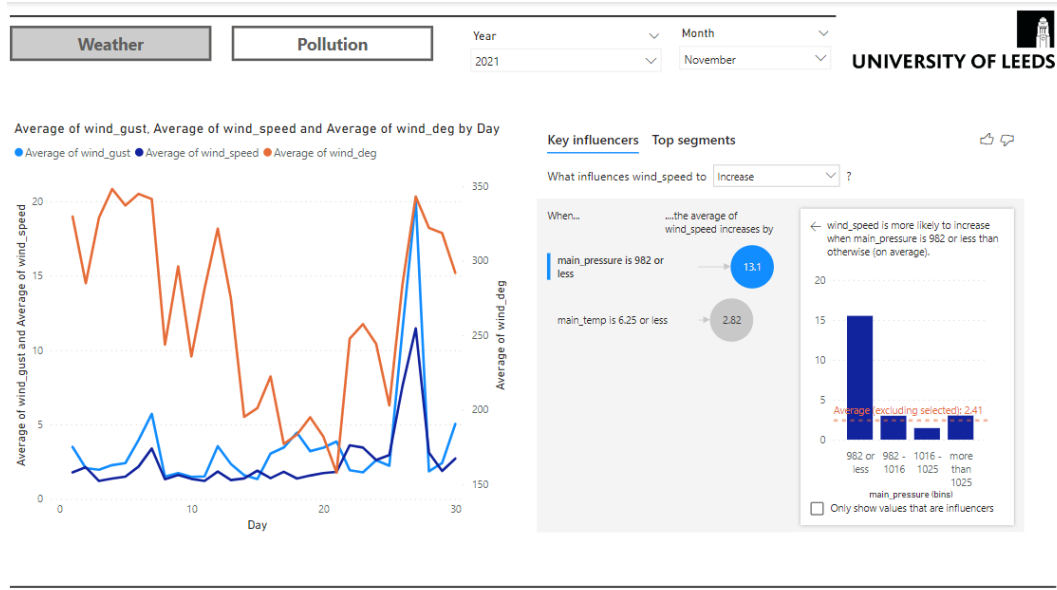 Weather
Pollution
Year
2021
Month
November
UNIVERSITY OF LEEDS
Average of wind_gust, Average of wind_speed and Average of wind_deg by Day
Average of wind_gust Average of wind_speed Average of wind_deg
Average of wind_gust and Average of wind_speed
20
15
10
5
0
0
10
20
30
Day
350
300
250
200
150
Average of wind_deg
Key influencers Top segments
What influences wind_speed to Increase ?
When...
....the average of
wind_speed increases by
main_pressure is 982 or
less
13.1
main_temp is 6.25 or less
2.82
← wind_speed is more likely to increase
when main_pressure is 982 or less than
otherwise (on average).
20
15
10
5
0
Average (excluding selected): 2.41
982 or
less
982 -
1016
1016 -
1025
more
than
1025
main_pressure (bins)
Only show values that are influencers